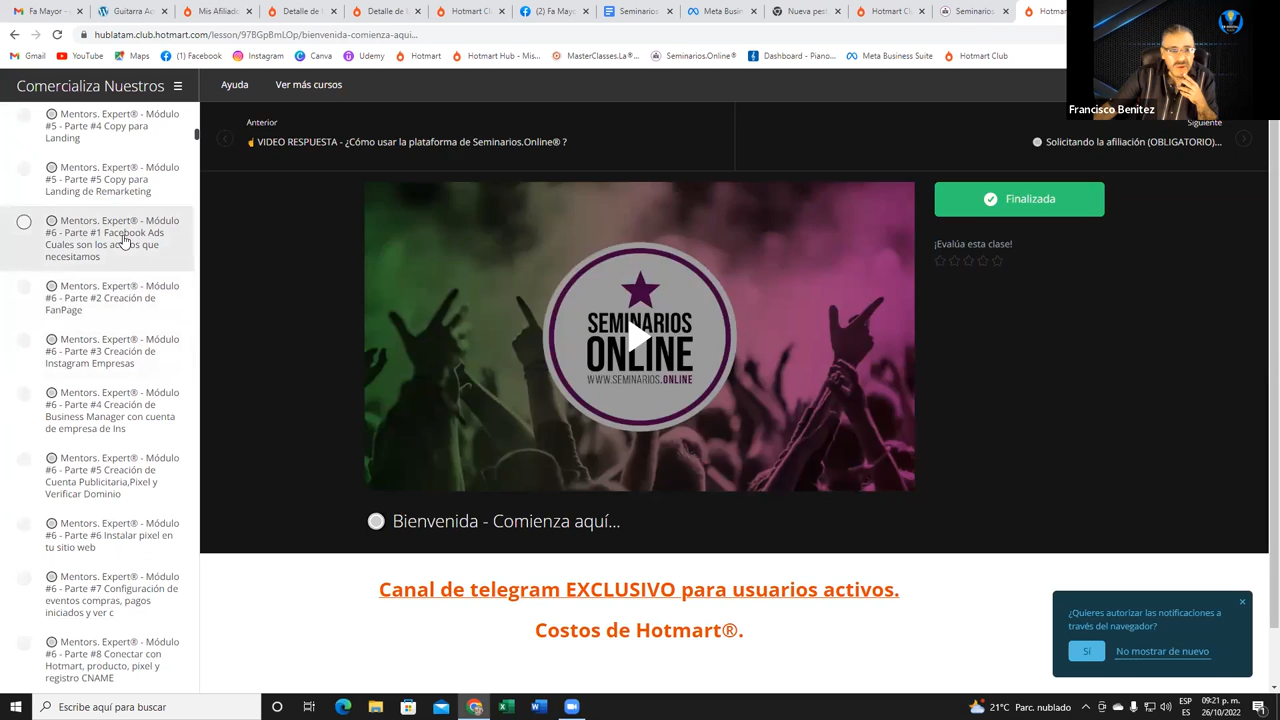 Fa Mayor -
Guitarra Ac
Mis Afiliado
Detalle de
Detalle de
Hotmart C
(2) Fa Mayo
Seminarios
Meta Busin
Nueva pest
Hotmart C
Seminarios
Hotm
hublatam.club.hotmart.com/lesson/97BGpBmLOp/bienvenida-comienza-aqui...
Gmail
YouTube
Maps
(1) Facebook
Instagram
Canva
Udemy
Hotmart
Hotmart Hub - Mis...
MasterClasses.La®...
Seminarios.Online®
Dashboard - Piano...
Meta Business Suite
Hotmart Club
Francisco Benitez
Comercializa Nuestros
Ayuda
Ver más cursos
Anterior
VIDEO RESPUESTA - ¿Cómo usar la plataforma de Seminarios.Online® ?
Siguiente
Solicitando la afiliación (OBLIGATORIO)...
Mentors. Expert® - Módulo
#5 - Parte #4 Copy para
Landing
Mentors. Expert® - Módulo
#5 - Parte #5 Copy para
Landing de Remarketing
Mentors. Expert® - Módulo
#6 - Parte #1 Facebook Ads
Cuales son los que
necesitamos
Mentors. Expert® - Módulo
#6 - Parte #2 Creación de
FanPage
Mentors. Expert® - Módulo
#6 - Parte #3 Creación de
Instagram Empresas
Mentors. Expert® - Módulo
#6 - Parte #4 Creación de
Business Manager con cuenta
de empresa de Ins
Mentors. Expert® - Módulo
#6 - Parte #5 Creación de
Cuenta Publicitaria,Pixel y
Verificar Dominio
Mentors. Expert® - Módulo
#6 - Parte #6 Instalar pixel en
tu sitio web
Mentors. Expert® - Módulo
#6 - Parte #7 Configuración de
eventos compras, pagos
iniciados y ver c
Mentors. Expert® - Módulo
#6 - Parte #8 Conectar con
Hotmart, producto, pixel y
registro CNAME
SEMINARIOS
ONLINE
WWW.SEMINARIOS.ONLINE
Finalizada
¡Evalúa esta clase!
Bienvenida - Comienza aquí...
Canal de telegram EXCLUSIVO para usuarios activos.
Costos de Hotmart®.
¿Quieres autorizar las notificaciones a
través del navegador?
Sí
No mostrar de nuevo
Escribe aquí para buscar
21°C Parc. nublado
ESP
ES
09:21 p. m.
26/10/2022